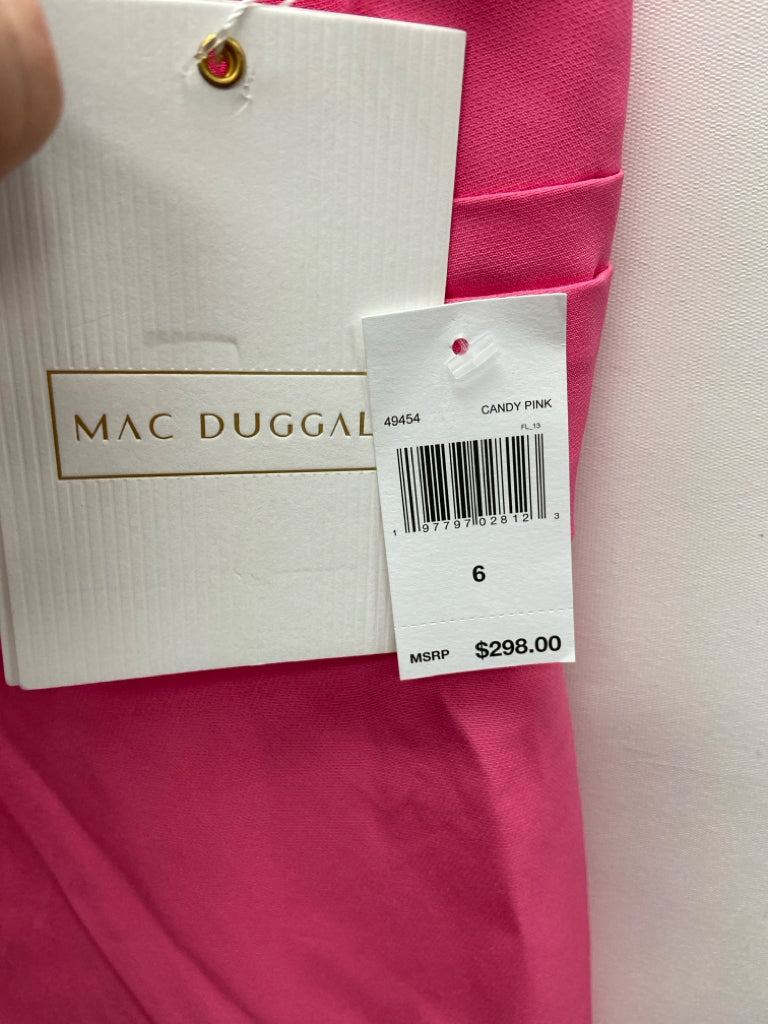 MAC DUGGAL
49454 CANDY PINK
FL_13
1 97797 02812 3
6
MSRP $298.00